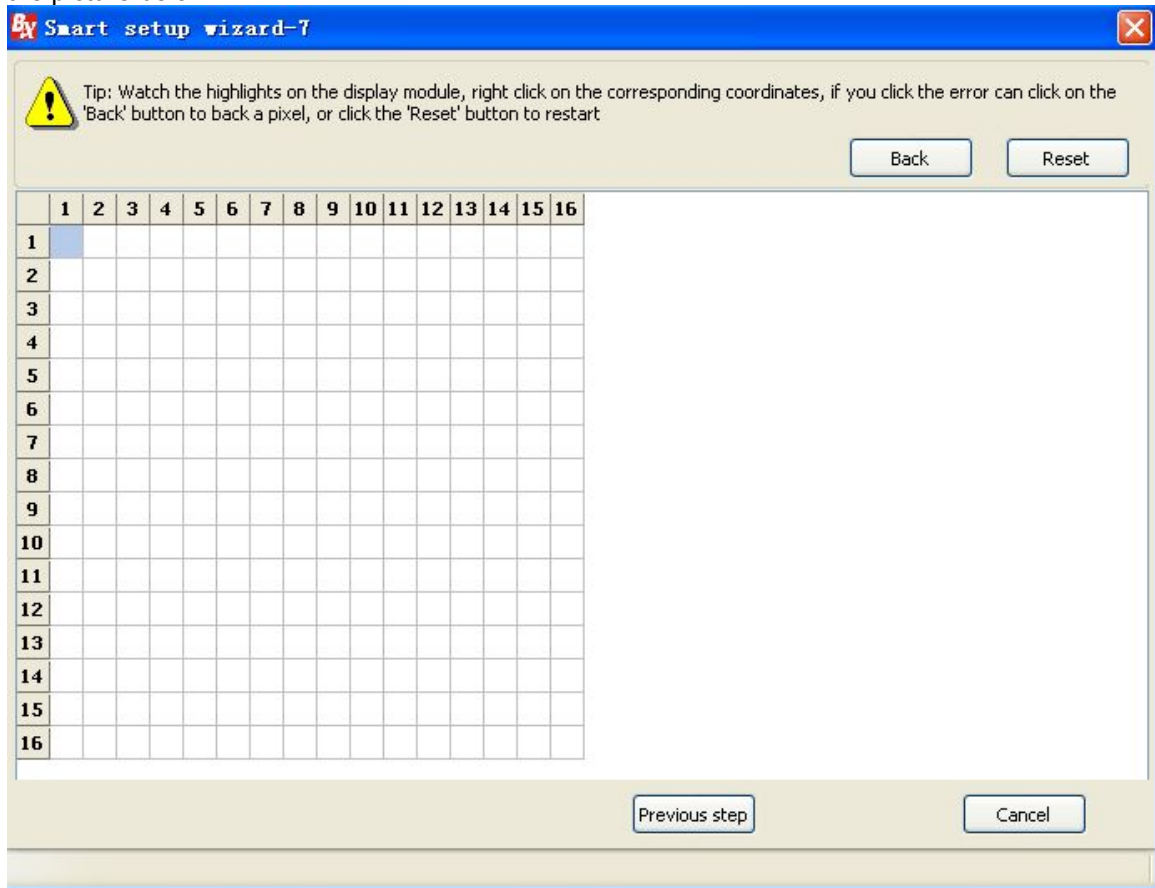 BX Smart setup wizard-7
Tip: Watch the highlights on the display module, right click on the corresponding coordinates, if you click the error can click on the
'Back' button to back a pixel, or click the 'Reset' button to restart
Back Reset
1 2 3 4 5 6 7 8 9 10 11 12 13 14 15 16
1
2
3
4
5
6
7
8
9
10
11
12
13
14
15
16
Previous step Cancel